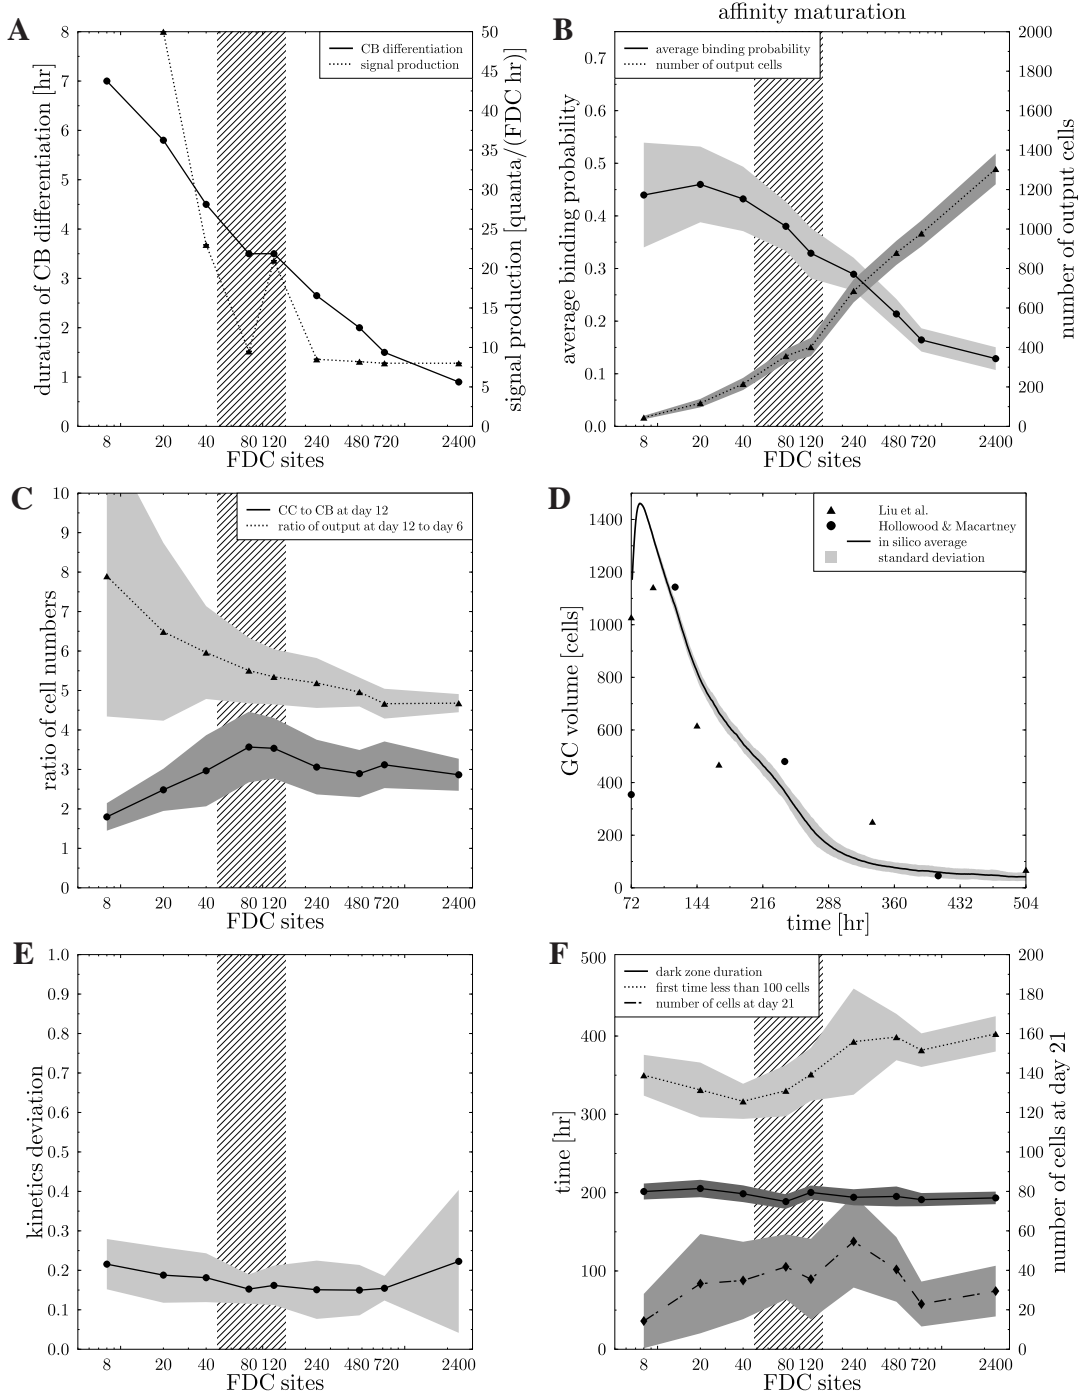 affinity maturation
A
8
7
6
5
4
3
2
1
0
duration of CB differentiation [hr]
CB differentiation
signal production
50
45
40
35
30
25
20
15
10
5
0
signal production [quanta/(FDC hr)]
8 20 40 80 120 240 480 720 2400
FDC sites
B
0.7
0.6
0.5
0.4
0.3
0.2
0.1
0.0
average binding probability
average binding probability
number of output cells
2000
1800
1600
1400
1200
1000
800
600
400
200
0
number of output cells
8 20 40 80 120 240 480 720 2400
FDC sites
C
10
9
8
7
6
5
4
3
2
1
0
ratio of cell numbers
CC to CB at day 12
ratio of output at day 12 to day 6
8 20 40 80 120 240 480 720 2400
FDC sites
D
1400
1200
1000
800
600
400
200
0
GC volume [cells]
Liu et al.
Hollowood & Macartney
in silico average
standard deviation
72 144 216 288 360 432 504
time [hr]
E
1.0
0.9
0.8
0.7
0.6
0.5
0.4
0.3
0.2
0.1
0.0
kinetics deviation
8 20 40 80 120 240 480 720 2400
FDC sites
F
500
400
300
200
100
0
time [hr]
dark zone duration
first time less than 100 cells
number of cells at day 21
200
180
160
140
120
100
80
60
40
20
0
number of cells at day 21
8 20 40 80 120 240 480 720 2400
FDC sites